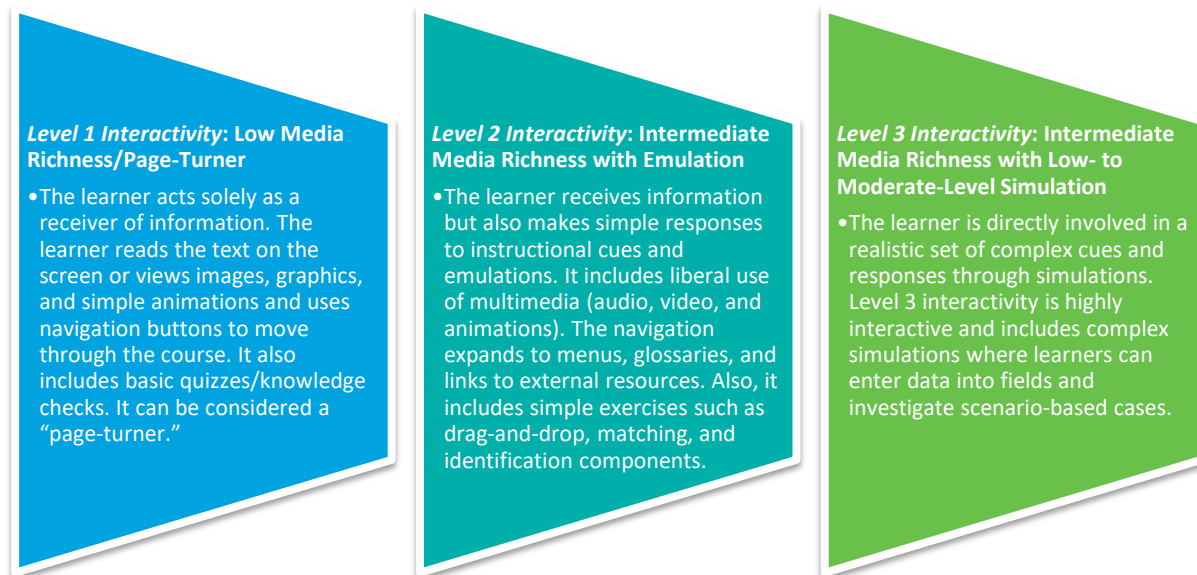 Level 1 Interactivity: Low Media
Richness/Page-Turner
•The learner acts solely as a
receiver of information. The
learner reads the text on the
screen or views images, graphics,
and simple animations and uses
navigation buttons to move
through the course. It also
includes basic quizzes/knowledge
checks. It can be considered a
“page-turner.”
Level 2 Interactivity: Intermediate
Media Richness with Emulation
•The learner receives information
but also makes simple responses
to instructional cues and
emulations. It includes liberal use
of multimedia (audio, video, and
animations). The navigation
expands to menus, glossaries, and
links to external resources. Also, it
includes simple exercises such as
drag-and-drop, matching, and
identification components.
Level 3 Interactivity: Intermediate
Media Richness with Low- to
Moderate-Level Simulation
•The learner is directly involved in a
realistic set of complex cues and
responses through simulations.
Level 3 interactivity is highly
interactive and includes complex
simulations where learners can
enter data into fields and
investigate scenario-based cases.